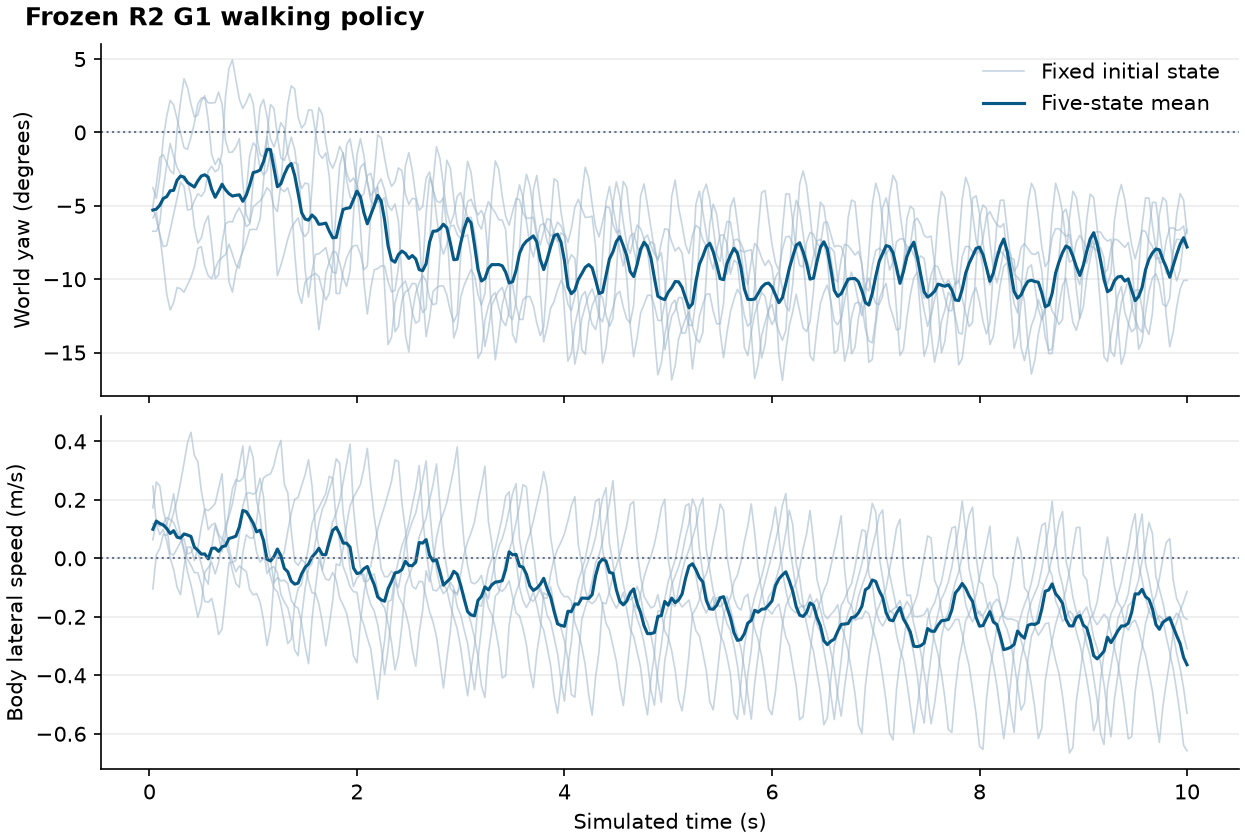 Frozen R2 G1 walking policy
World yaw (degrees)
5
0
−5
−10
−15
Fixed initial state
Five-state mean
Body lateral speed (m/s)
0.4
0.2
0.0
−0.2
−0.4
−0.6
0
2
4
6
8
10
Simulated time (s)